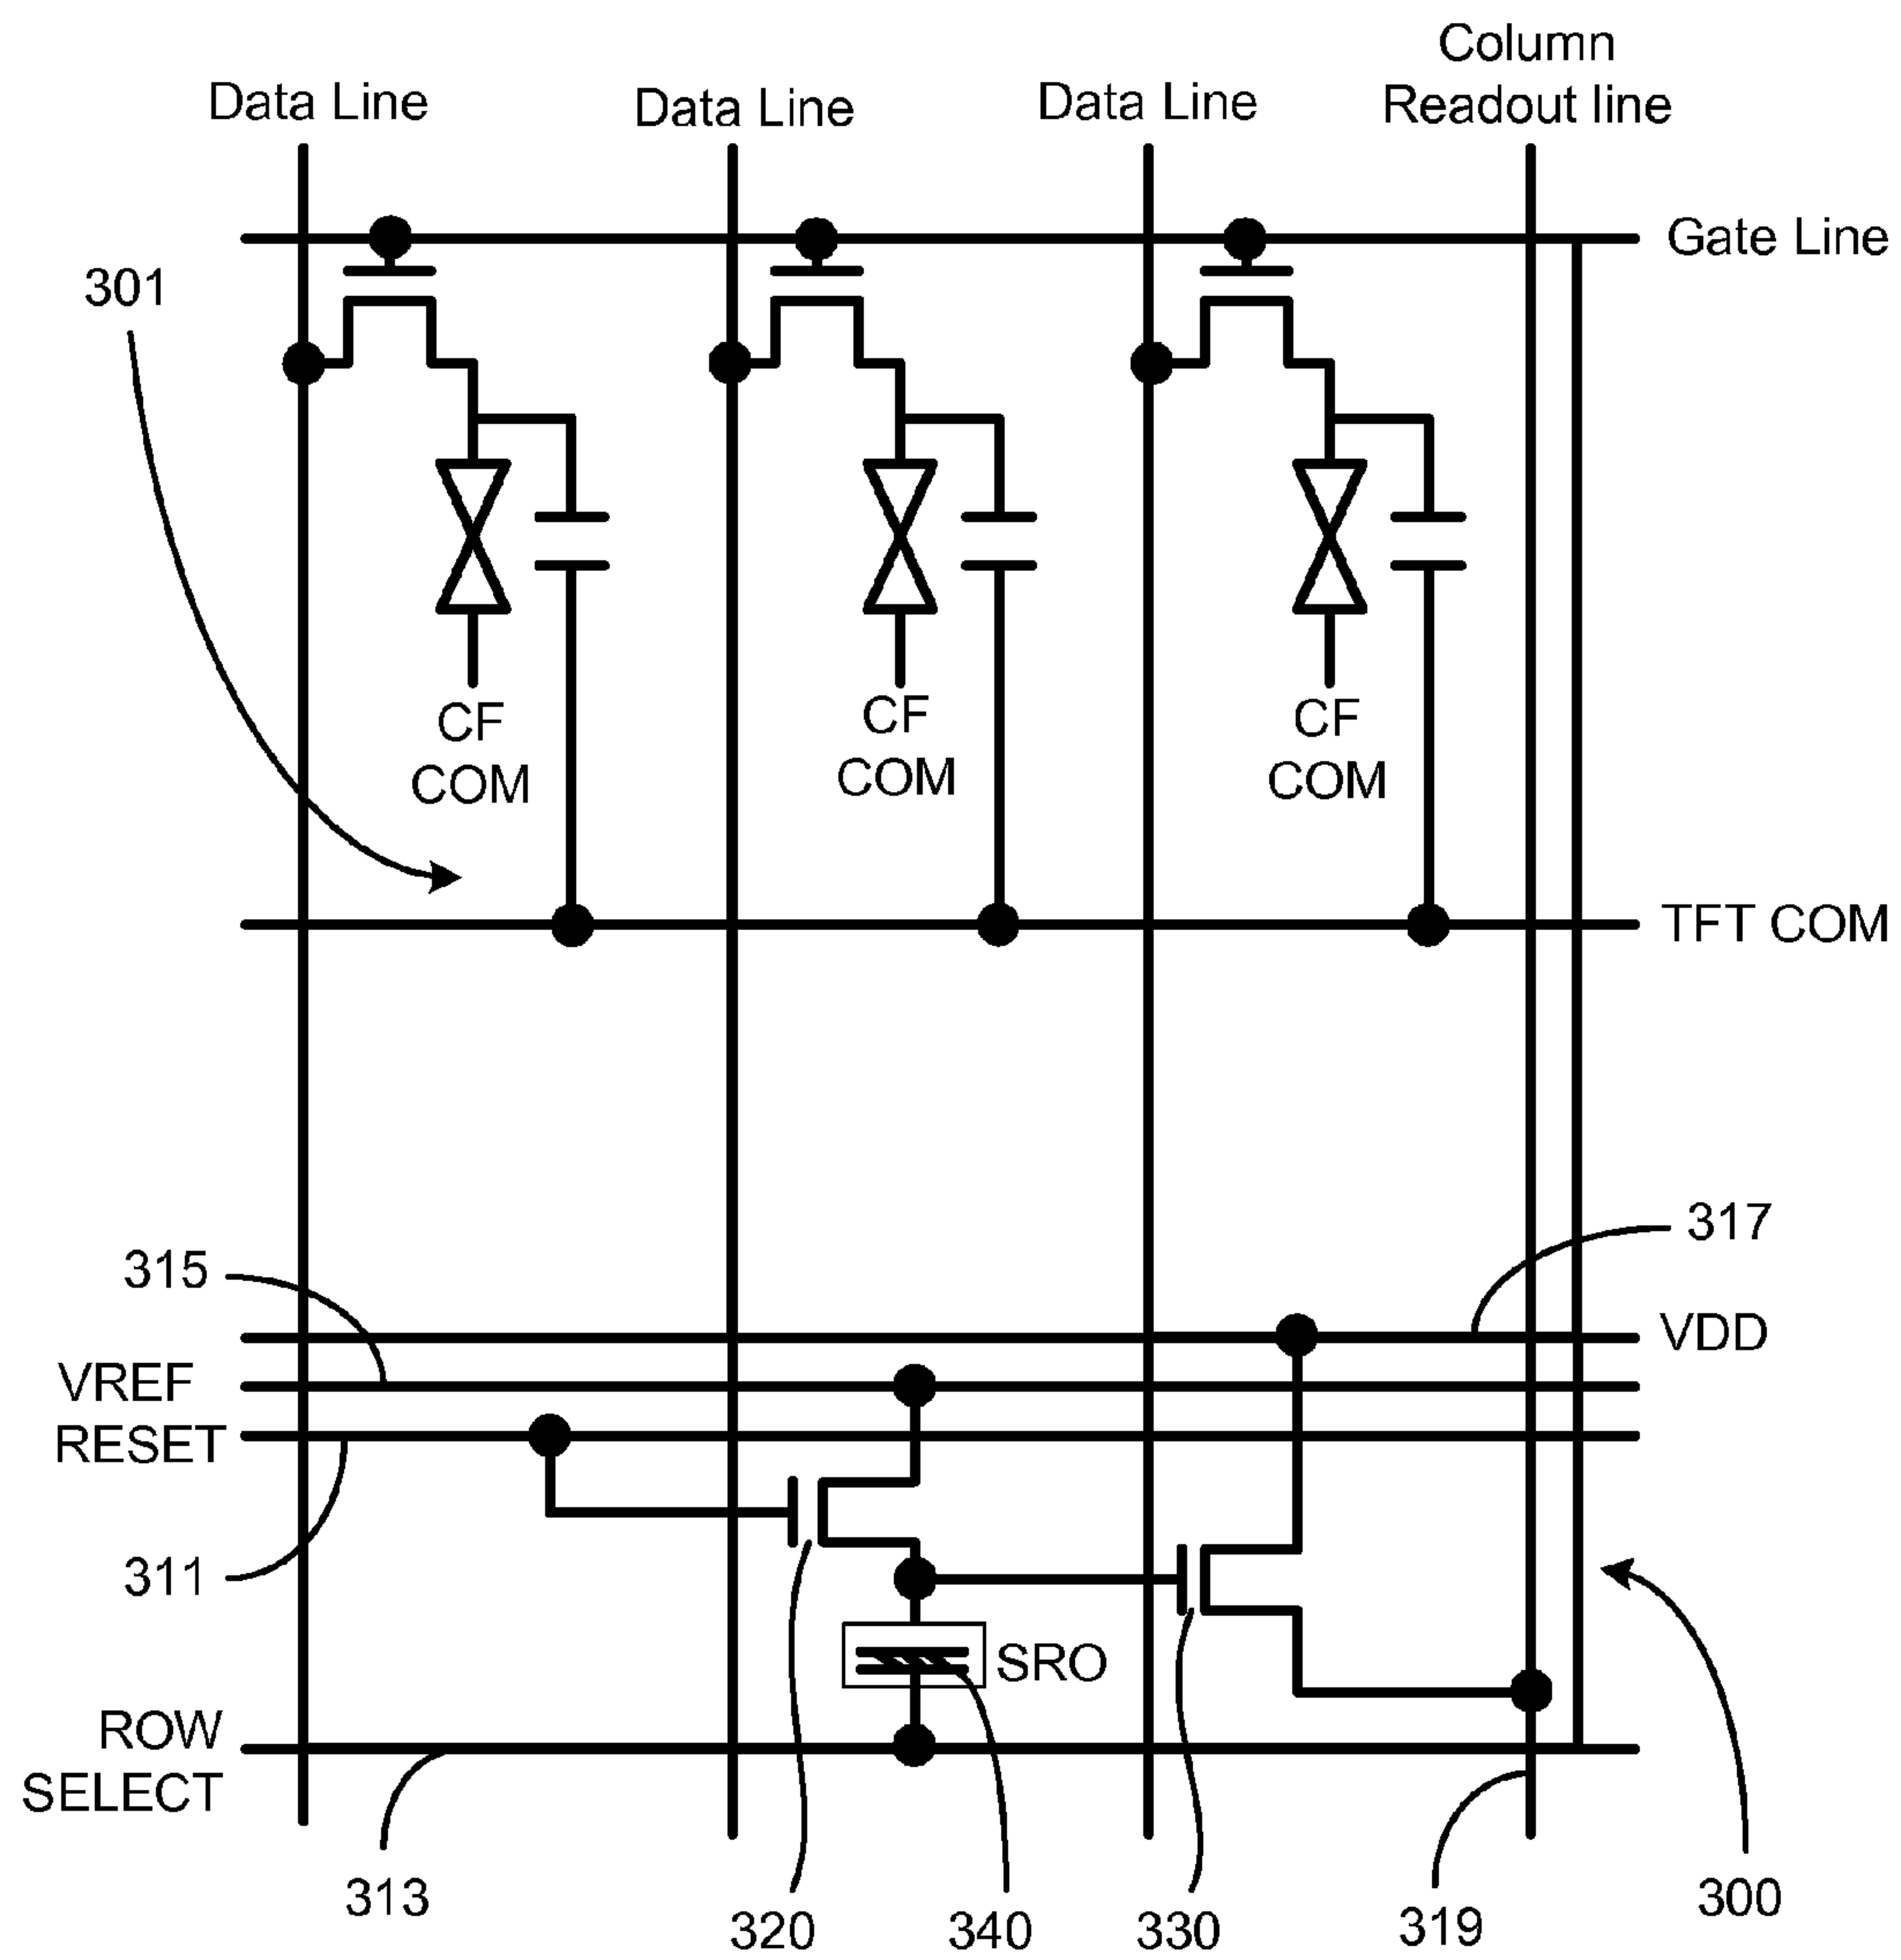 Column
Data Line Data Line Data Line Readout line
Gate Line
301
CF CF CF
COM COM COM
TFT COM
317
315
VDD
VREF
RESET
311
SRO
ROW
SELECT
313 320 340 330 319 300